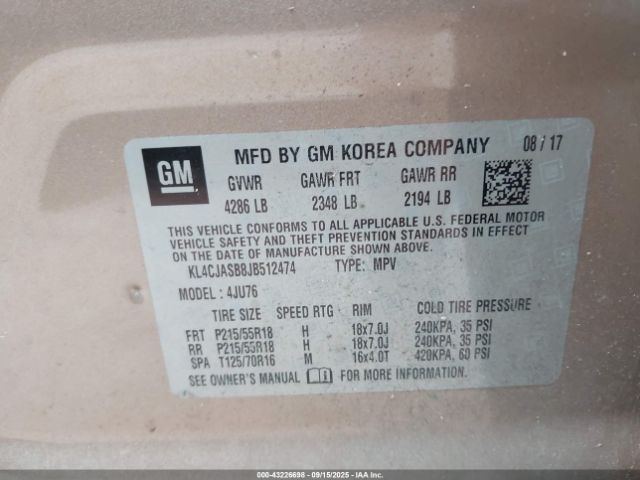 GM
MFD BY GM KOREA COMPANY 08 / 17
GVWR GAWR FRT GAWR RR
4286 LB 2348 LB 2194 LB
THIS VEHICLE CONFORMS TO ALL APPLICABLE U.S. FEDERAL MOTOR
VEHICLE SAFETY AND THEFT PREVENTION STANDARDS IN EFFECT
ON THE DATE OF MANUFACTURE SHOWN ABOVE.
KL4CJASB8JB512474 TYPE: MPV
MODEL: 4JU76
TIRE SIZE SPEED RTG RIM COLD TIRE PRESSURE
FRT P215/55R18 H 18x7.0J 240KPA, 35 PSI
RR P215/55R18 H 18x7.0J 240KPA, 35 PSI
SPA T125/70R16 M 16x4.0T 420KPA, 60 PSI
SEE OWNER'S MANUAL FOR MORE INFORMATION.
000-43226698 - 09/15/2025 - IAAI.COM